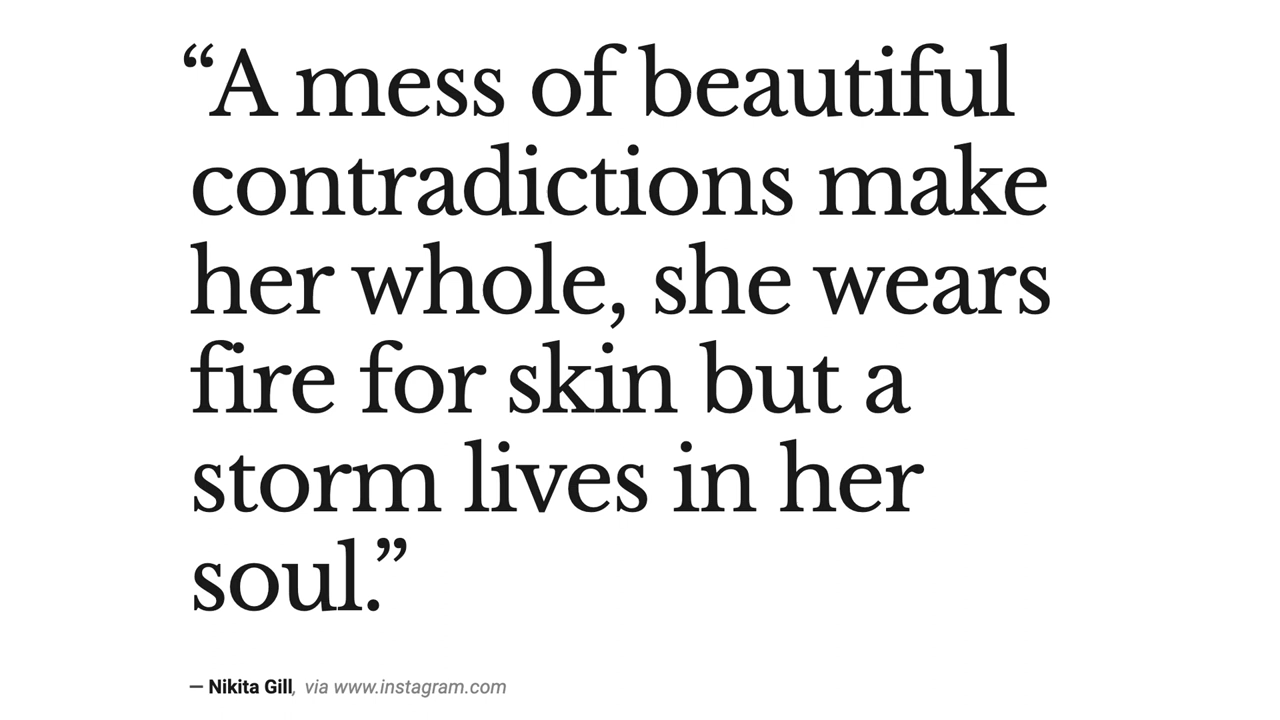 “A mess of beautiful
contradictions make
her whole, she wears
fire for skin but a
storm lives in her
soul.”
— Nikita Gill, via www.instagram.com